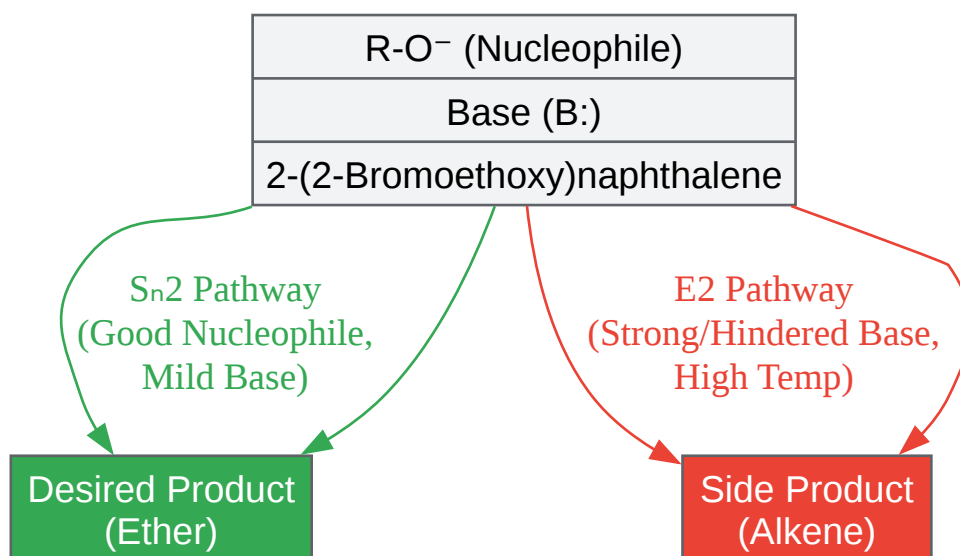 R-O⁻ (Nucleophile)
Base (B:)
2-(2-Bromoethoxy)naphthalene
Sₙ2 Pathway
(Good Nucleophile,
Mild Base)
E2 Pathway
(Strong/Hindered Base,
High Temp)
Desired Product
(Ether)
Side Product
(Alkene)